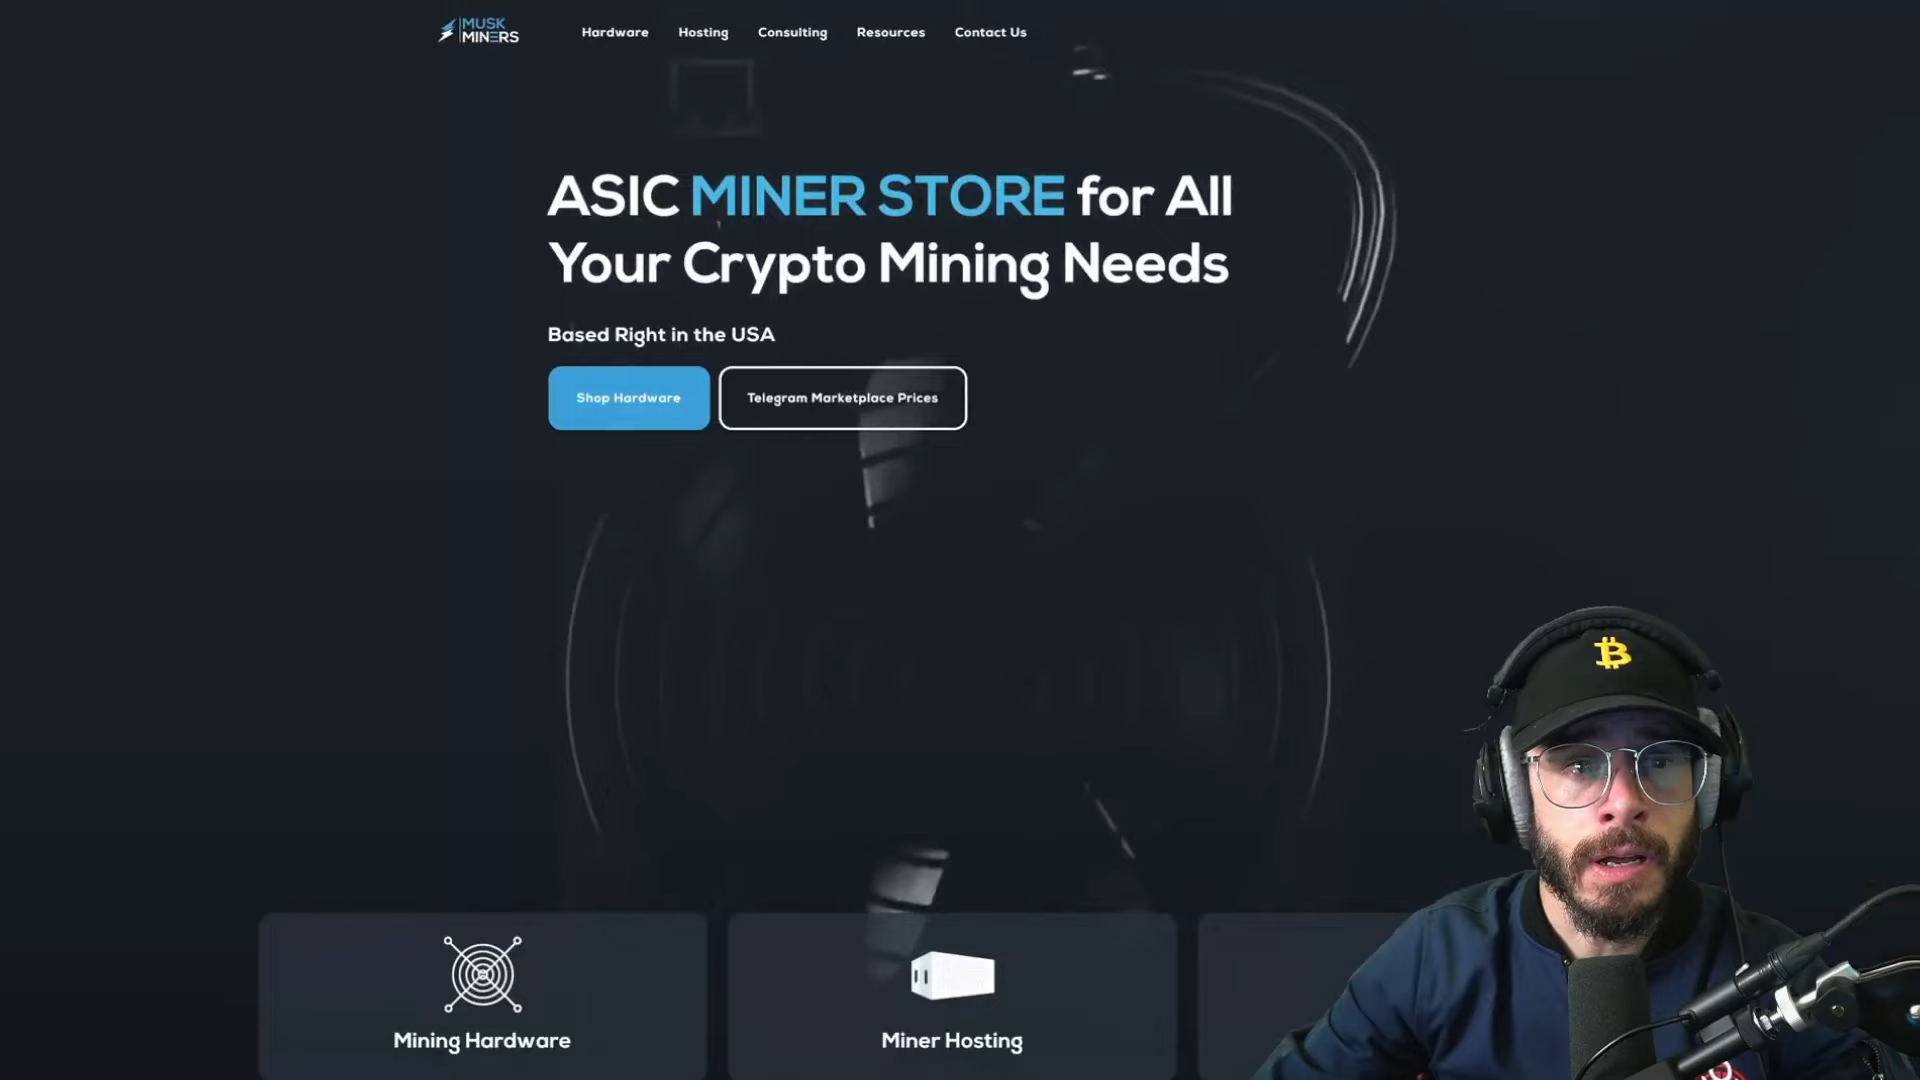 MUSK
MINERS
Hardware
Hosting
Consulting
Resources
Contact Us
ASIC MINER STORE for All
Your Crypto Mining Needs
Based Right in the USA
Shop Hardware
Telegram Marketplace Prices
Mining Hardware
Miner Hosting